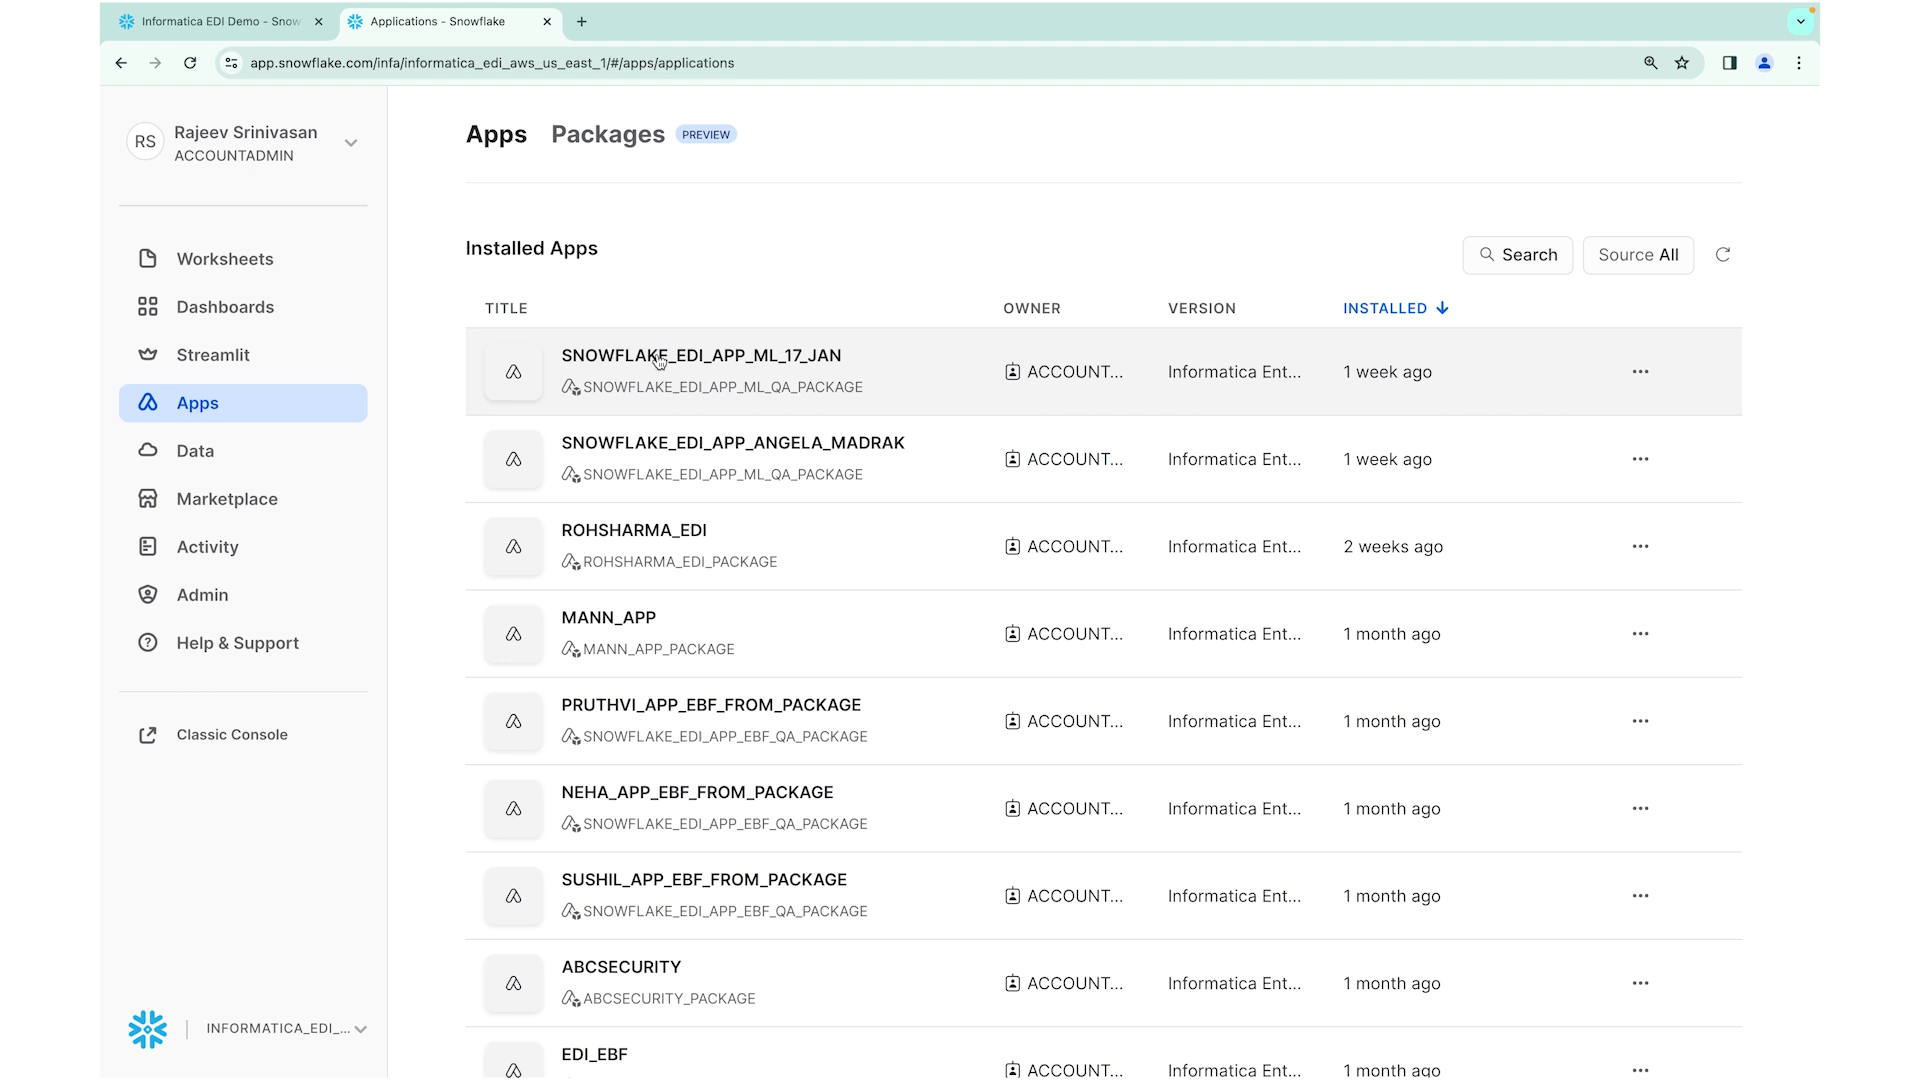 Informatica EDI Demo - Snow
Applications - Snowflake
app.snowflake.com/infa/informatica_edi_aws_us_east_1/#/apps/applications
RS
Rajeev Srinivasan
ACCOUNTADMIN
Worksheets
Dashboards
Streamlit
Apps
Data
Marketplace
Activity
Admin
Help & Support
Classic Console
INFORMATICA_EDI_...
Apps Packages PREVIEW
Installed Apps
Search
Source All
TITLE OWNER VERSION INSTALLED
SNOWFLAKE_EDI_APP_ML_17_JAN
SNOWFLAKE_EDI_APP_ML_QA_PACKAGE
ACCOUNT... Informatica Ent... 1 week ago
SNOWFLAKE_EDI_APP_ANGELA_MADRAK
SNOWFLAKE_EDI_APP_ML_QA_PACKAGE
ACCOUNT... Informatica Ent... 1 week ago
ROHSHARMA_EDI
ROHSHARMA_EDI_PACKAGE
ACCOUNT... Informatica Ent... 2 weeks ago
MANN_APP
MANN_APP_PACKAGE
ACCOUNT... Informatica Ent... 1 month ago
PRUTHVI_APP_EBF_FROM_PACKAGE
SNOWFLAKE_EDI_APP_EBF_QA_PACKAGE
ACCOUNT... Informatica Ent... 1 month ago
NEHA_APP_EBF_FROM_PACKAGE
SNOWFLAKE_EDI_APP_EBF_QA_PACKAGE
ACCOUNT... Informatica Ent... 1 month ago
SUSHIL_APP_EBF_FROM_PACKAGE
SNOWFLAKE_EDI_APP_EBF_QA_PACKAGE
ACCOUNT... Informatica Ent... 1 month ago
ABCSECURITY
ABCSECURITY_PACKAGE
ACCOUNT... Informatica Ent... 1 month ago
EDI_EBF
ACCOUNT... Informatica Ent... 1 month ago